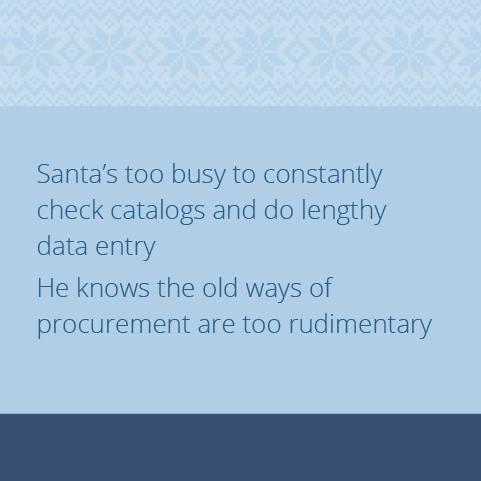 Santa’s too busy to constantly
check catalogs and do lengthy
data entry
He knows the old ways of
procurement are too rudimentary